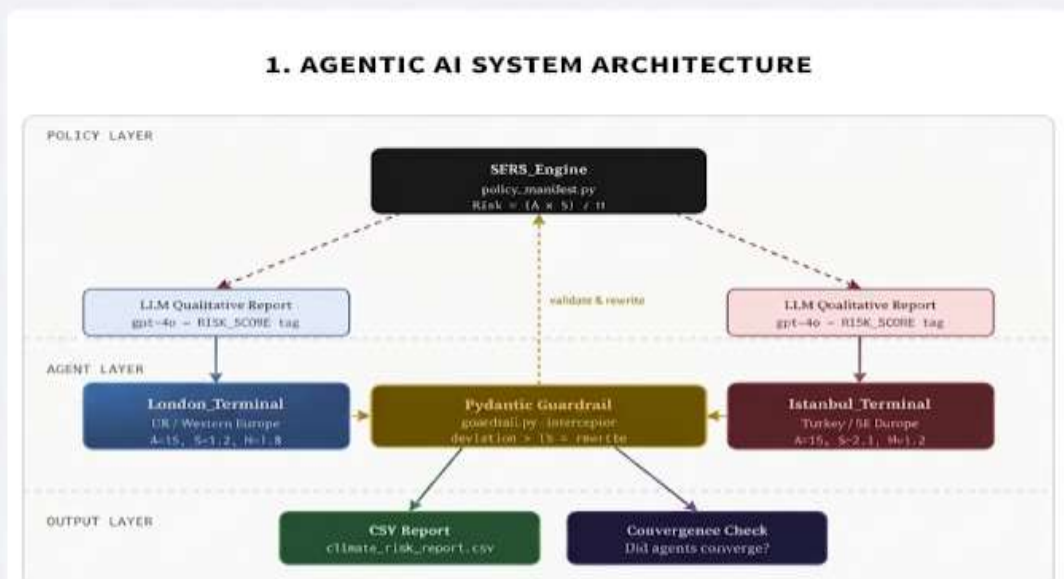 1. AGENTIC AI SYSTEM ARCHITECTURE
POLICY LAYER
SFRS_Engine
policy_manifest.py
Risk = (A × S) /
validate & rewrite
LLM Qualitative Report
gpt-4o – RISK_SCORE tag
LLM Qualitative Report
gpt-4o – RISK_SCORE tag
AGENT LAYER
London_Terminal
UK / Western Europe
A=15, S=1.2, M=1.8
Pydantic Guardrail
guardrail.py interceptor
deviation > 1% = rewrite
Istanbul_Terminal
Turkey / SE Europe
A=15, S=2.1, M=1.2
OUTPUT LAYER
CSV Report
climate_risk_report.csv
Convergence Check
Did agents converge?